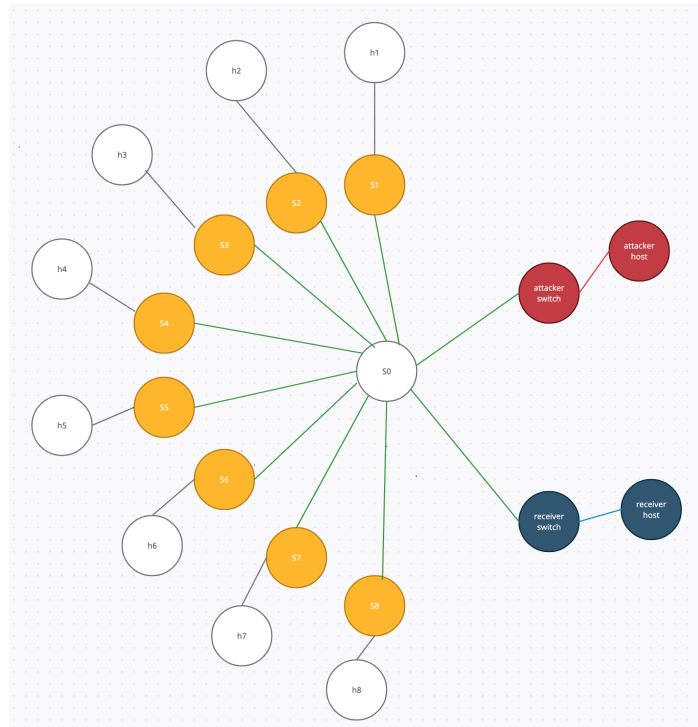 h1
h2
h3
S1
S2
S3
attacker
host
h4
attacker
switch
S4
S0
S5
h5
S6
receiver
host
receiver
switch
h6
S7
S8
h7
h8